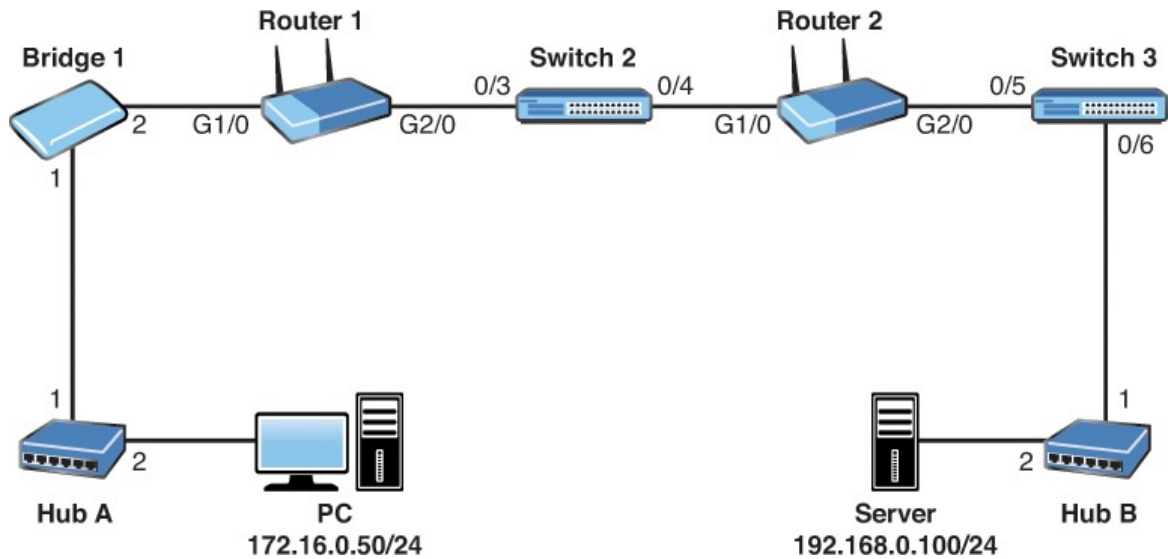 Router 1
Router 2
Bridge 1
Switch 2
Switch 3
0/3
0/4
0/5
2
G1/0
G2/0
G1/0
G2/0
0/6
1
1
1
2
2
Hub A
PC
Server
Hub B
172.16.0.50/24
192.168.0.100/24